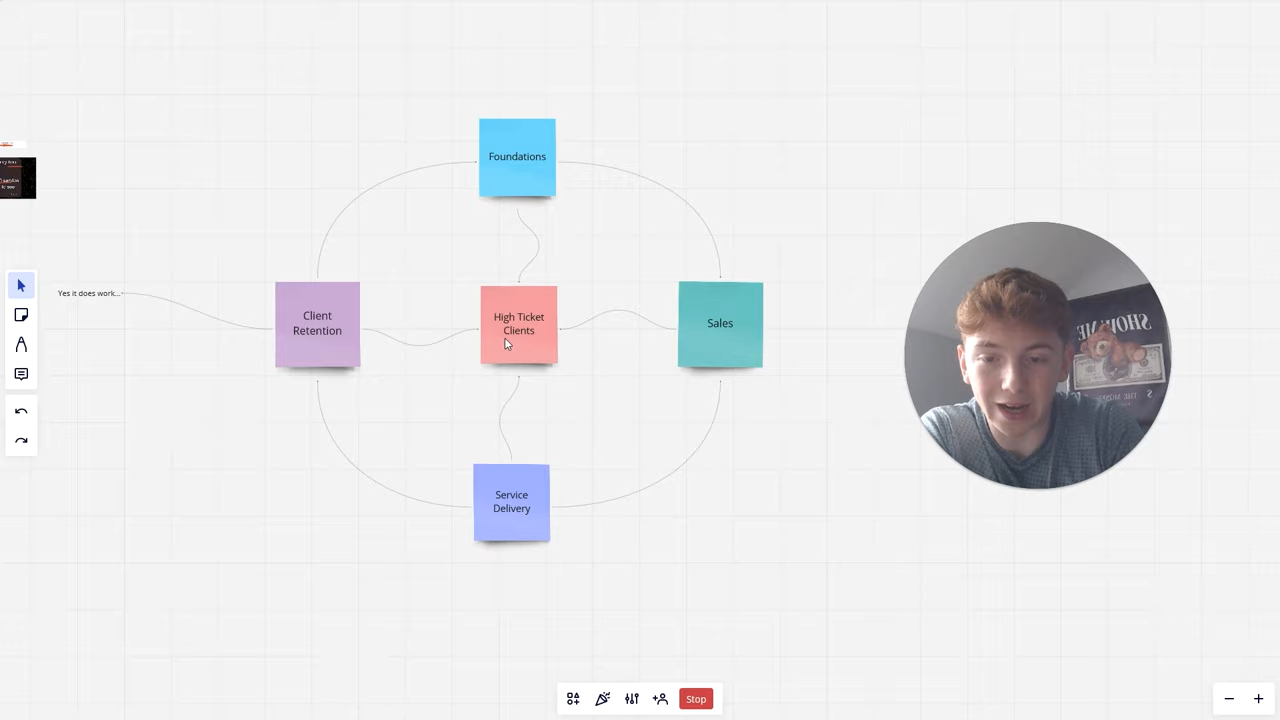 Foundations
Yes it does work...
Client
Retention
High Ticket
Clients
Sales
Service
Delivery
Stop